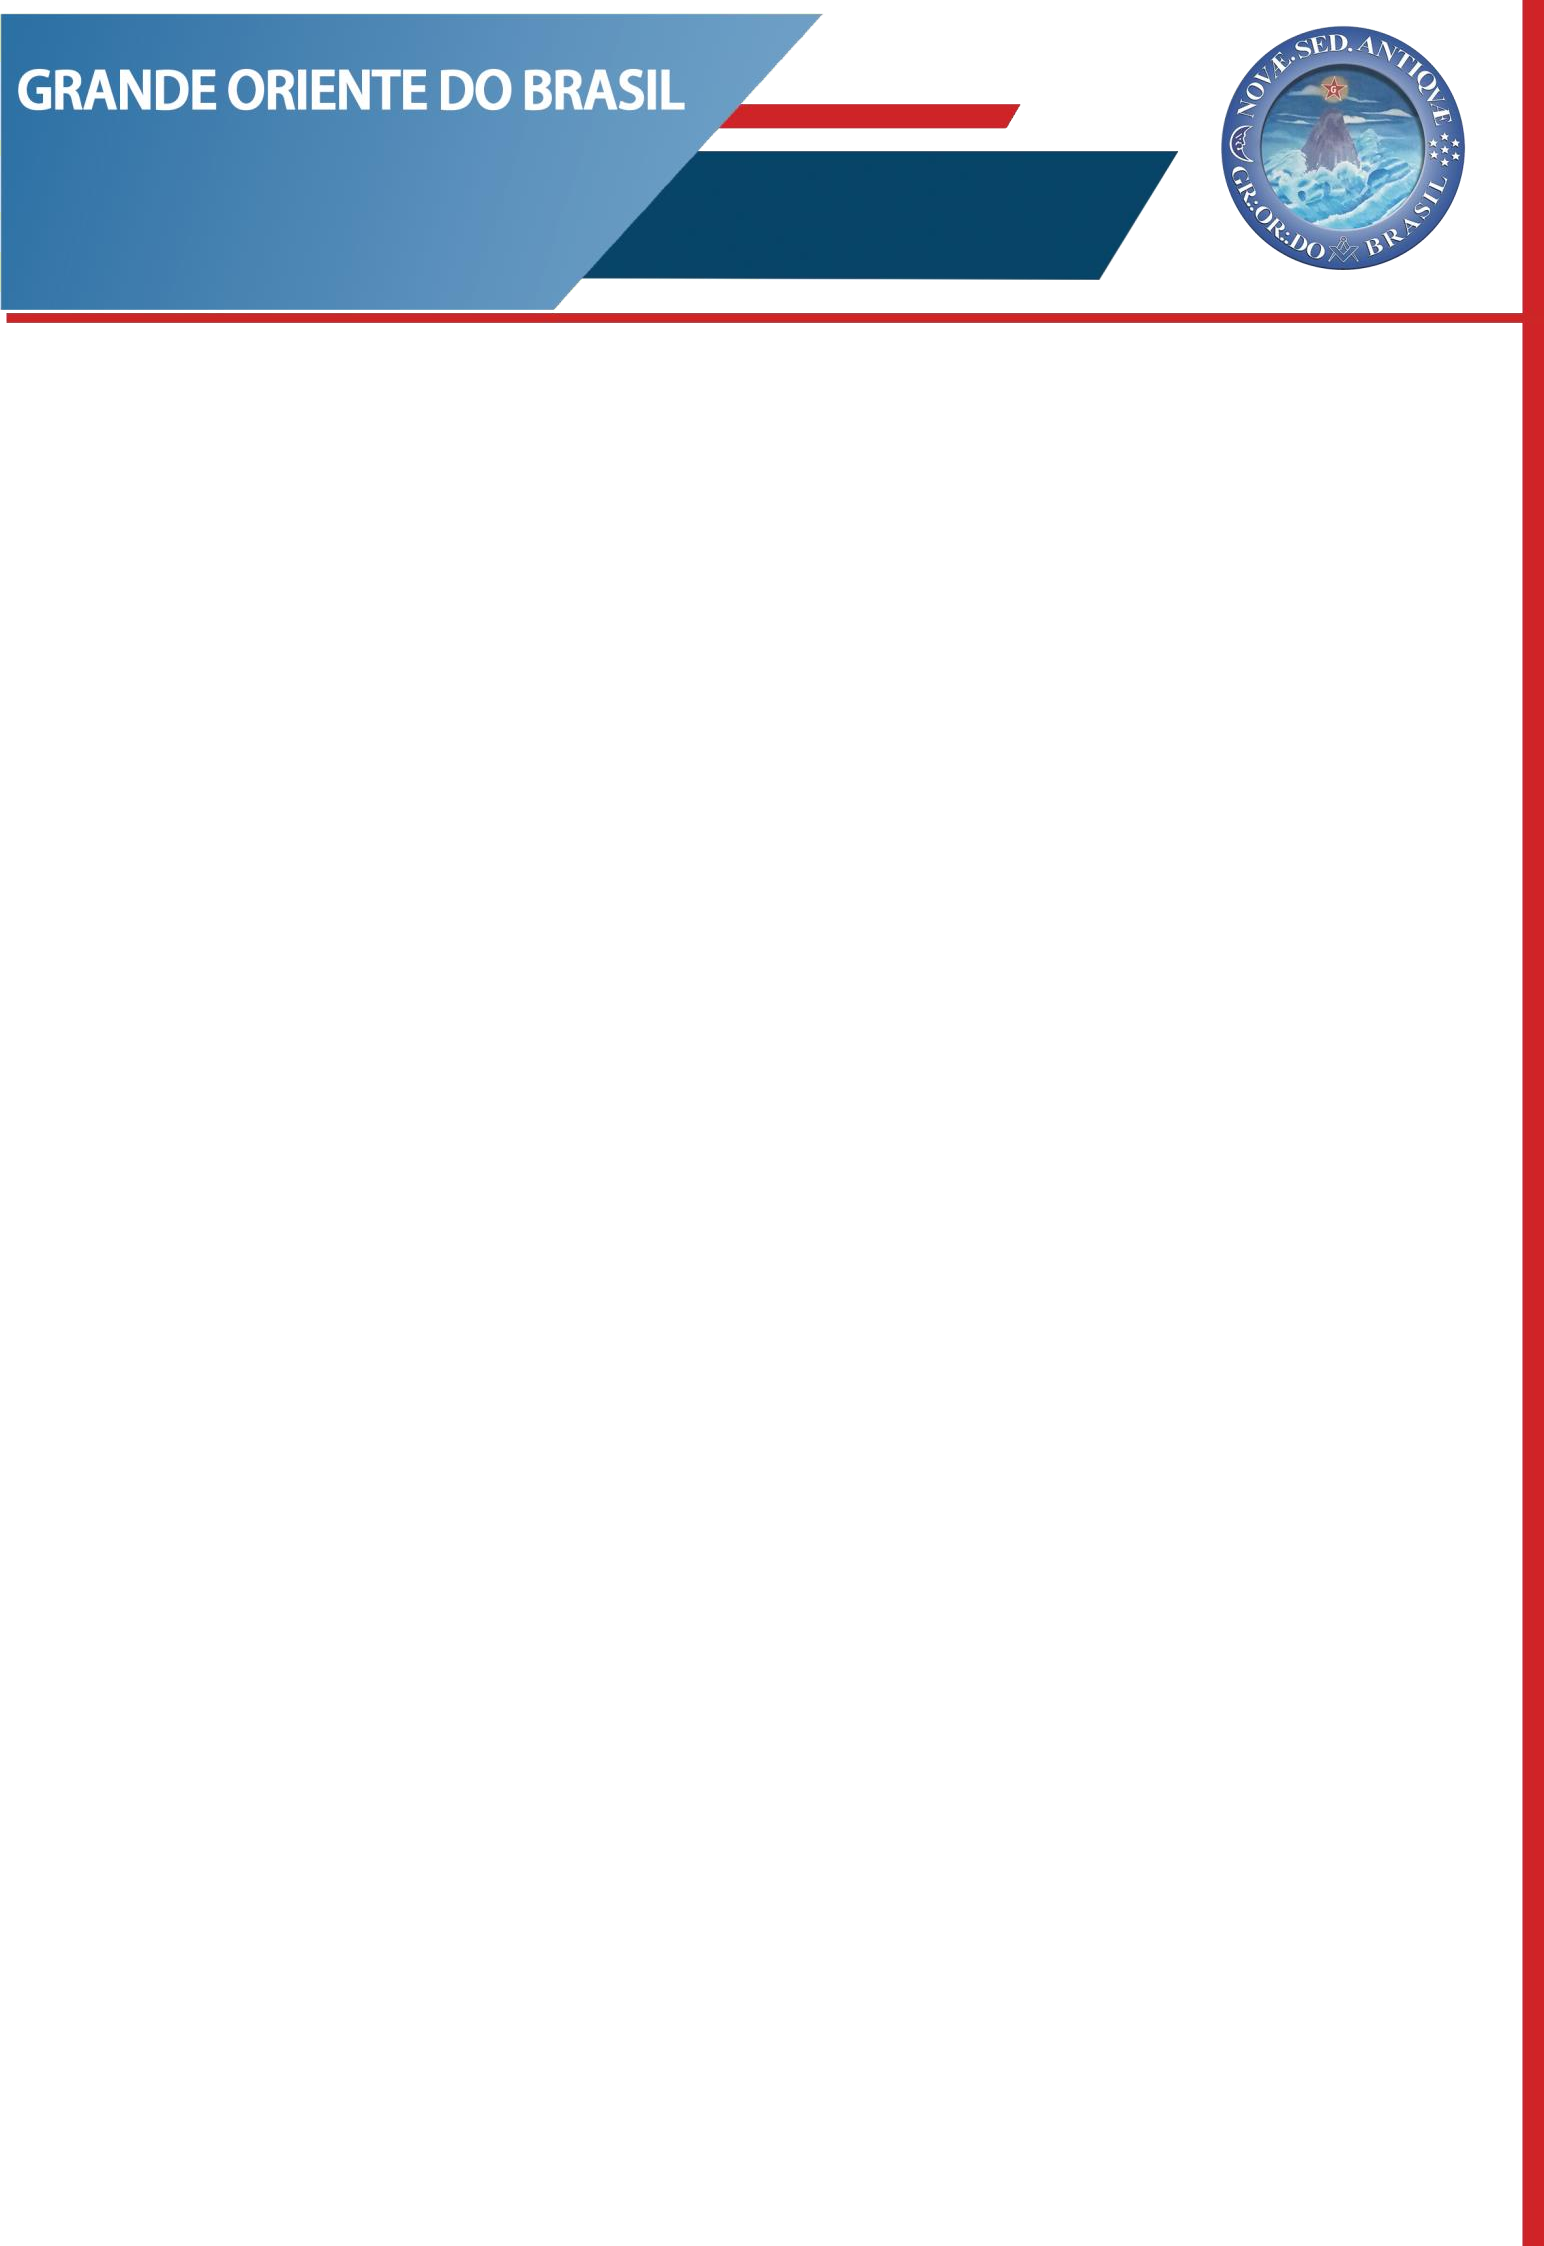 GRANDE ORIENTE DO BRASIL
NOVÆ. SED. ANTIQVÆ
GR∴OR∴DO BRASIL
G